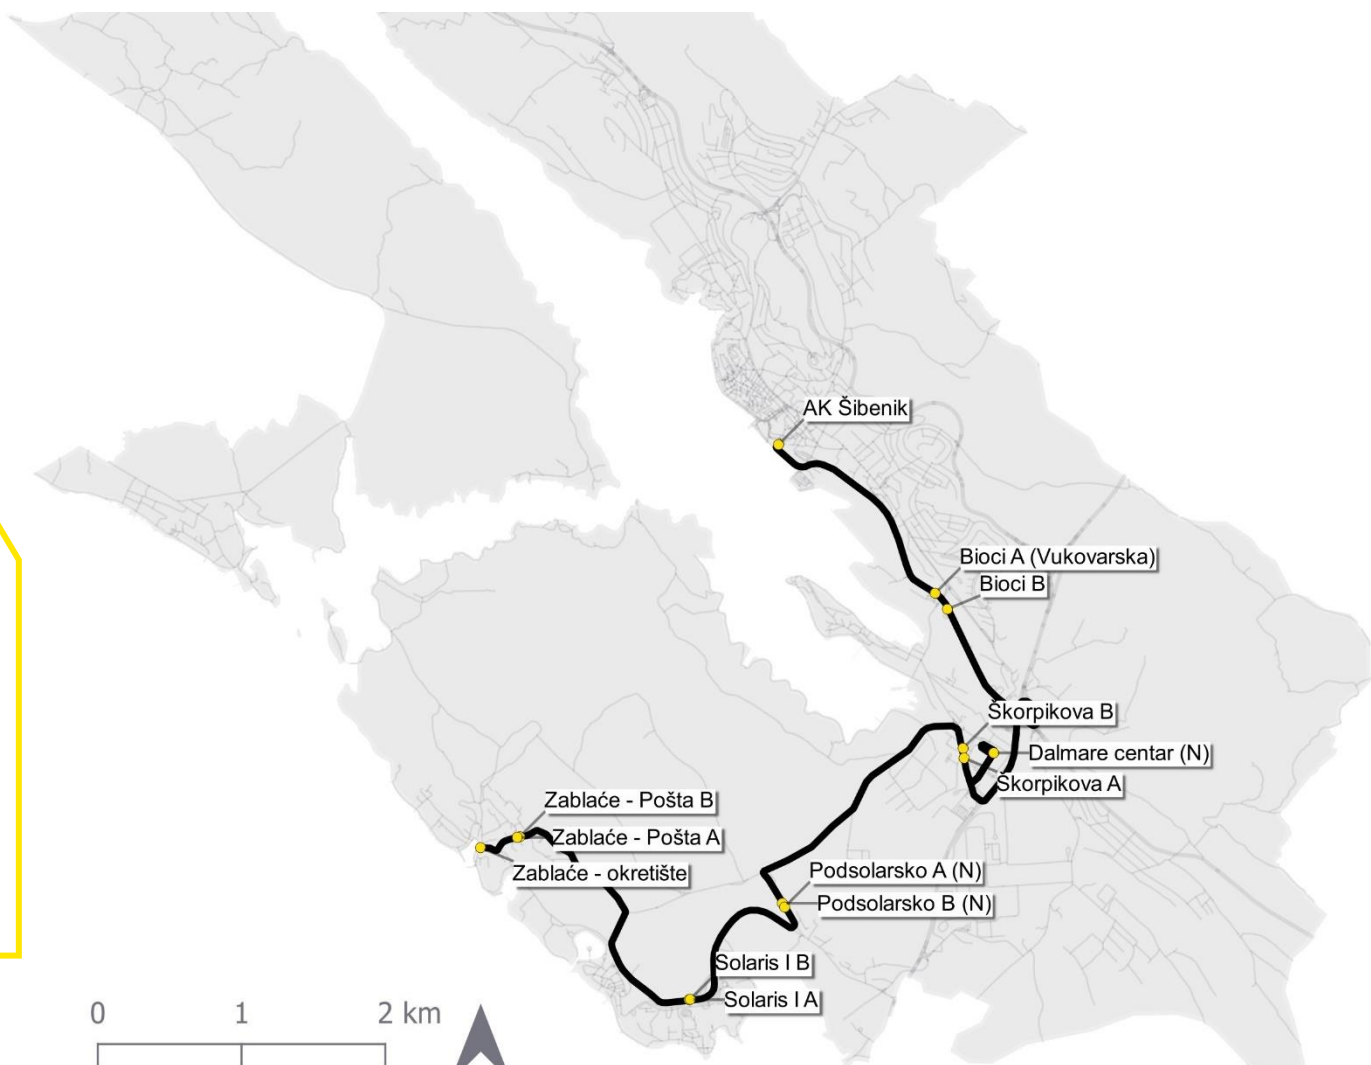 AK Šibenik
Bioci A (Vukovarska)
Bioci B
Škorpikova B
Dalmare centar (N)
Škorpikova A
Zablaće - Pošta B
Zablaće - Pošta A
Zablaće - okretište
Podsolarsko A (N)
Podsolarsko B (N)
Solaris I B
Solaris I A
0 1 2 km